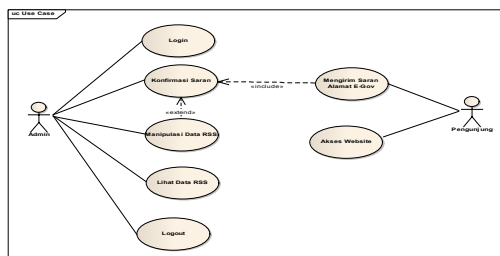 uc Use Case
Login
Konfirmasi Saran
Mengirim Saran
Alamat E-Gov
«include»
«extend»
Admin
Manipulasi Data RSS
Pengunjung
Akses Website
Lihat Data RSS
Logout